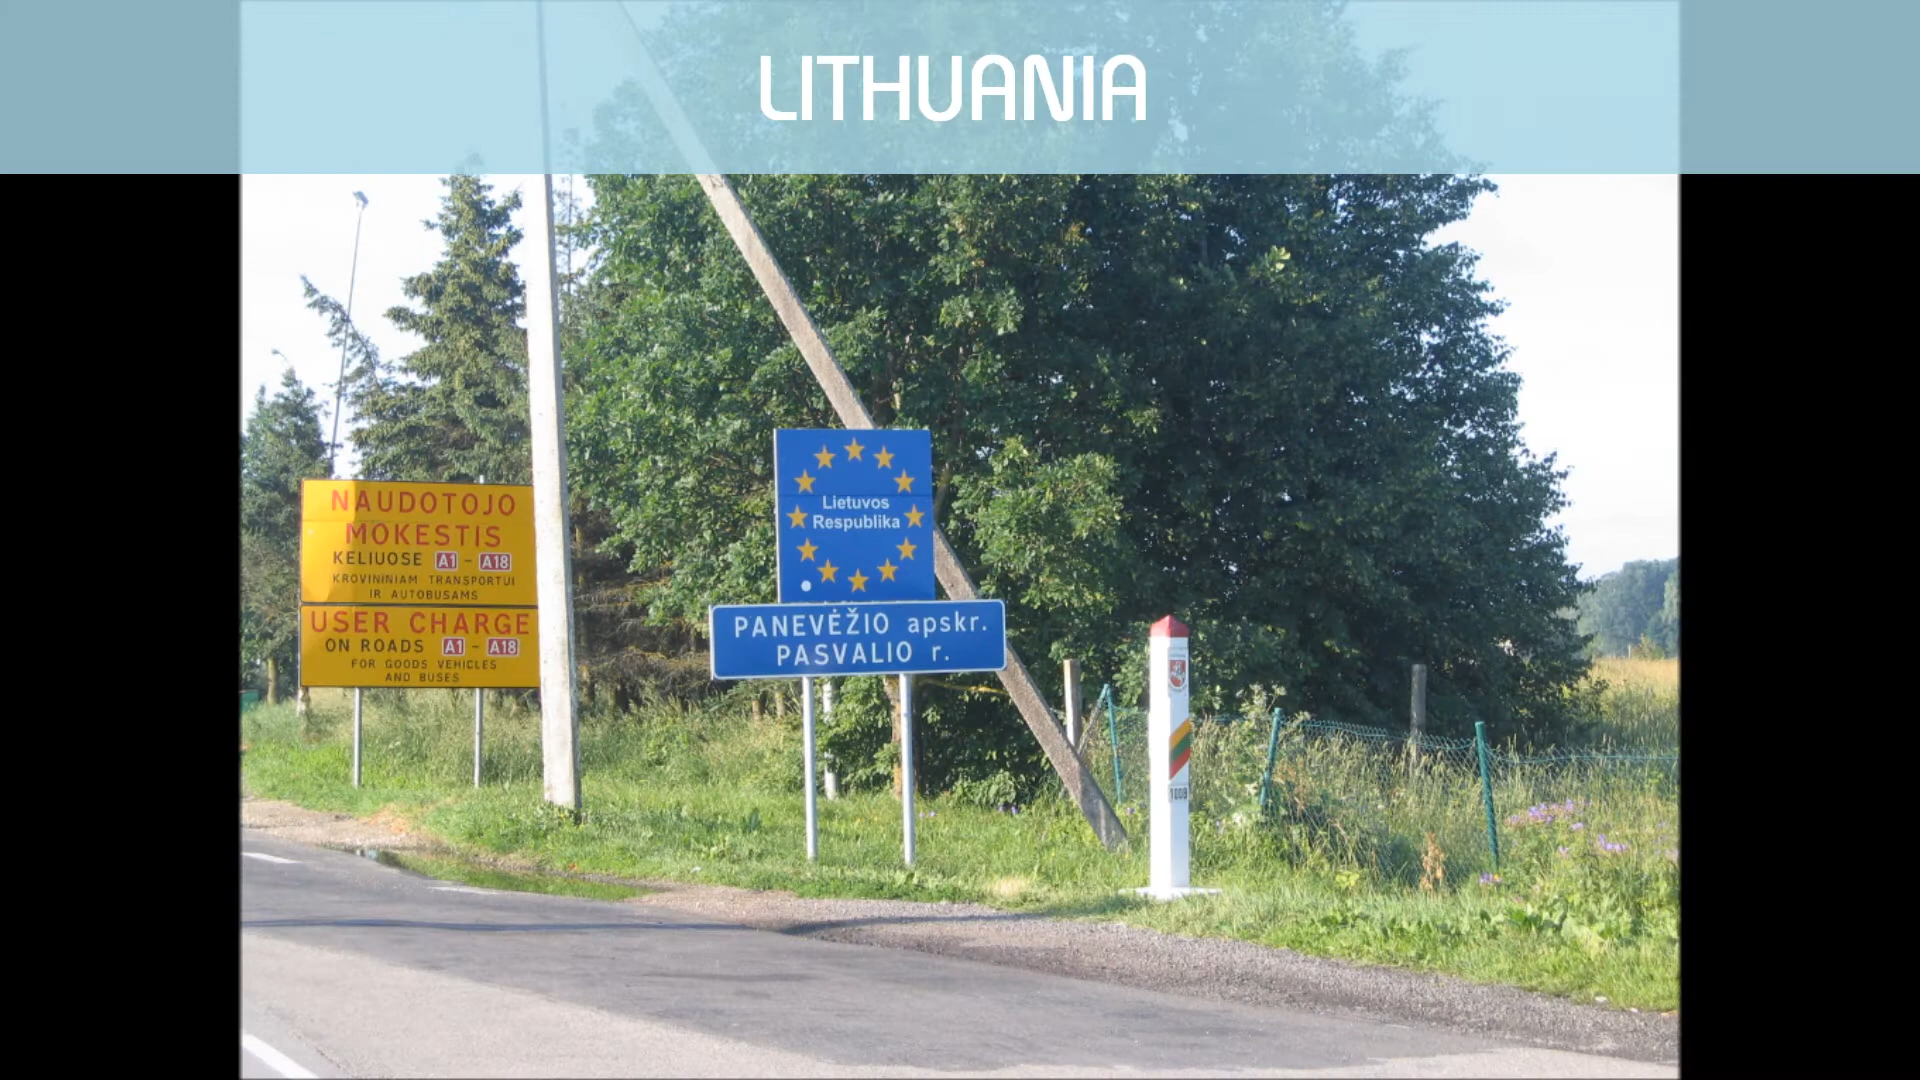 LITHUANIA
NAUDOTOJO
MOKESTIS
KELIUOSE A1 - A18
KROVININIAM TRANSPORTUI
IR AUTOBUSAMS
USER CHARGE
ON ROADS A1 - A18
FOR GOODS VEHICLES
AND BUSES
Lietuvos
Respublika
PANEVĖŽIO apskr.
PASVALIO r.